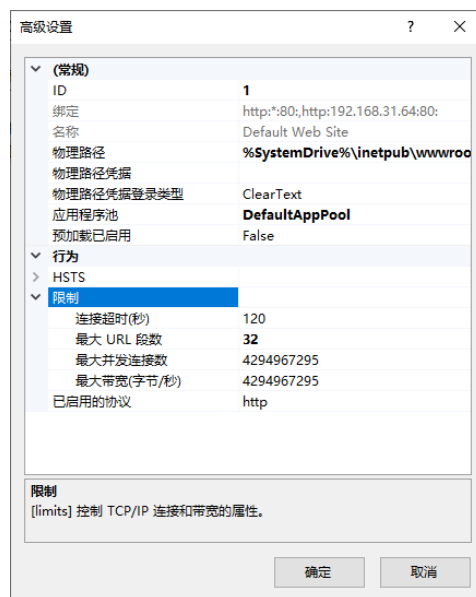 高级设置
?
(常规)
ID 1
绑定 http:*:80:,http:192.168.31.64:80:
名称 Default Web Site
物理路径 %SystemDrive%\inetpub\wwwroo
物理路径凭据
物理路径凭据登录类型 ClearText
应用程序池 DefaultAppPool
预加载已启用 False
行为
HSTS
限制
连接超时(秒) 120
最大 URL 段数 32
最大并发连接数 4294967295
最大带宽(字节/秒) 4294967295
已启用的协议 http
限制
[limits] 控制 TCP/IP 连接和带宽的属性。
确定 取消